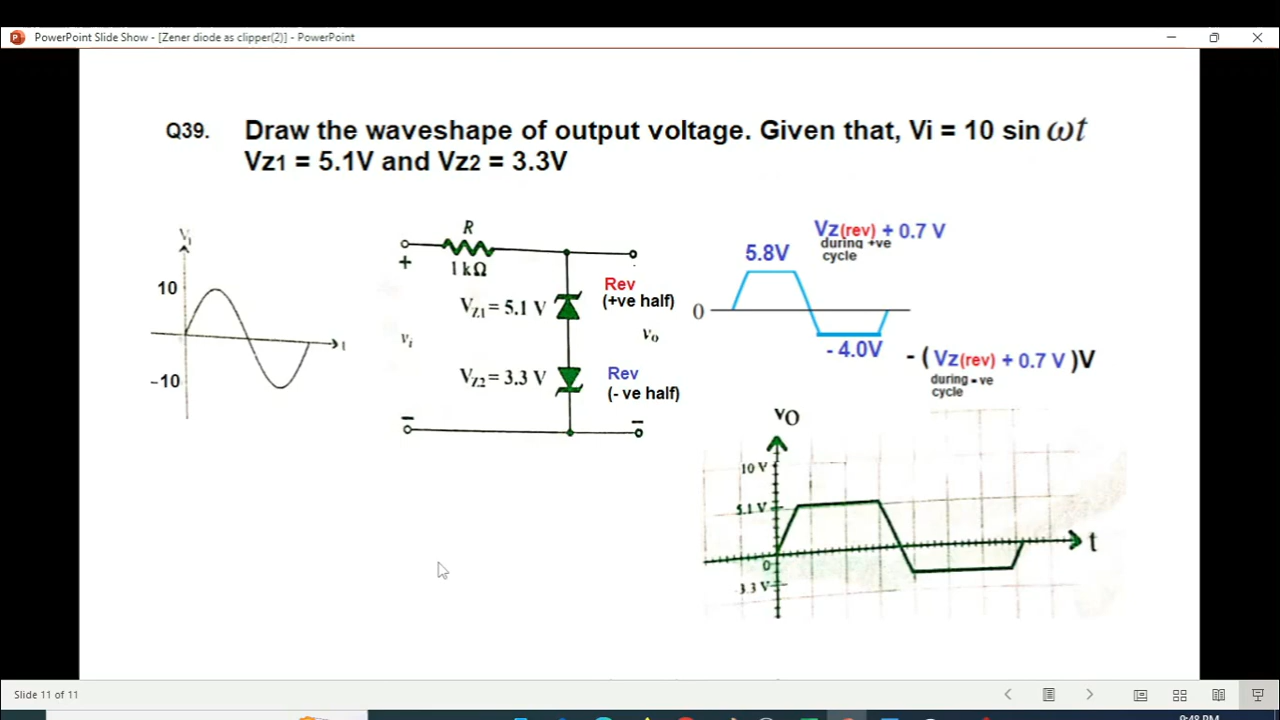 PowerPoint Slide Show - [Zener diode as clipper(2)] - PowerPoint
Q39. Draw the waveshape of output voltage. Given that, Vi = 10 sin ωt
Vz1 = 5.1V and Vz2 = 3.3V
Vi
10
-10
t
R
1 kΩ
+
VZ1 = 5.1 V
vi
VZ2 = 3.3 V
–
Rev
(+ve half)
vo
Rev
(- ve half)
–
5.8V
Vz(rev) + 0.7 V
during +ve
cycle
0
- 4.0V
- ( Vz(rev) + 0.7 V )V
during - ve
cycle
vO
10 V
5.1 V
0
3.3 V
t
Slide 11 of 11